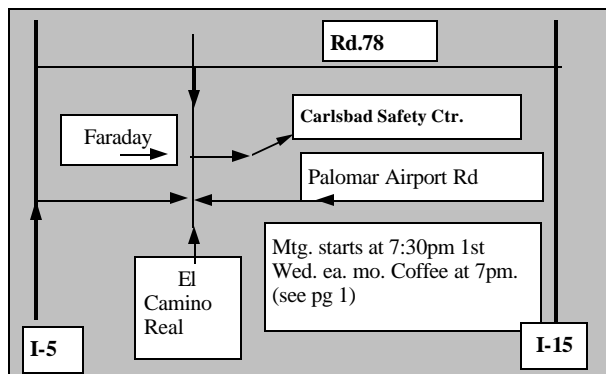 Rd.78
Carlsbad Safety Ctr.
Faraday
Palomar Airport Rd
Mtg. starts at 7:30pm 1st
Wed. ea. mo. Coffee at 7pm.
(see pg 1)
El
Camino
Real
I-5
I-15